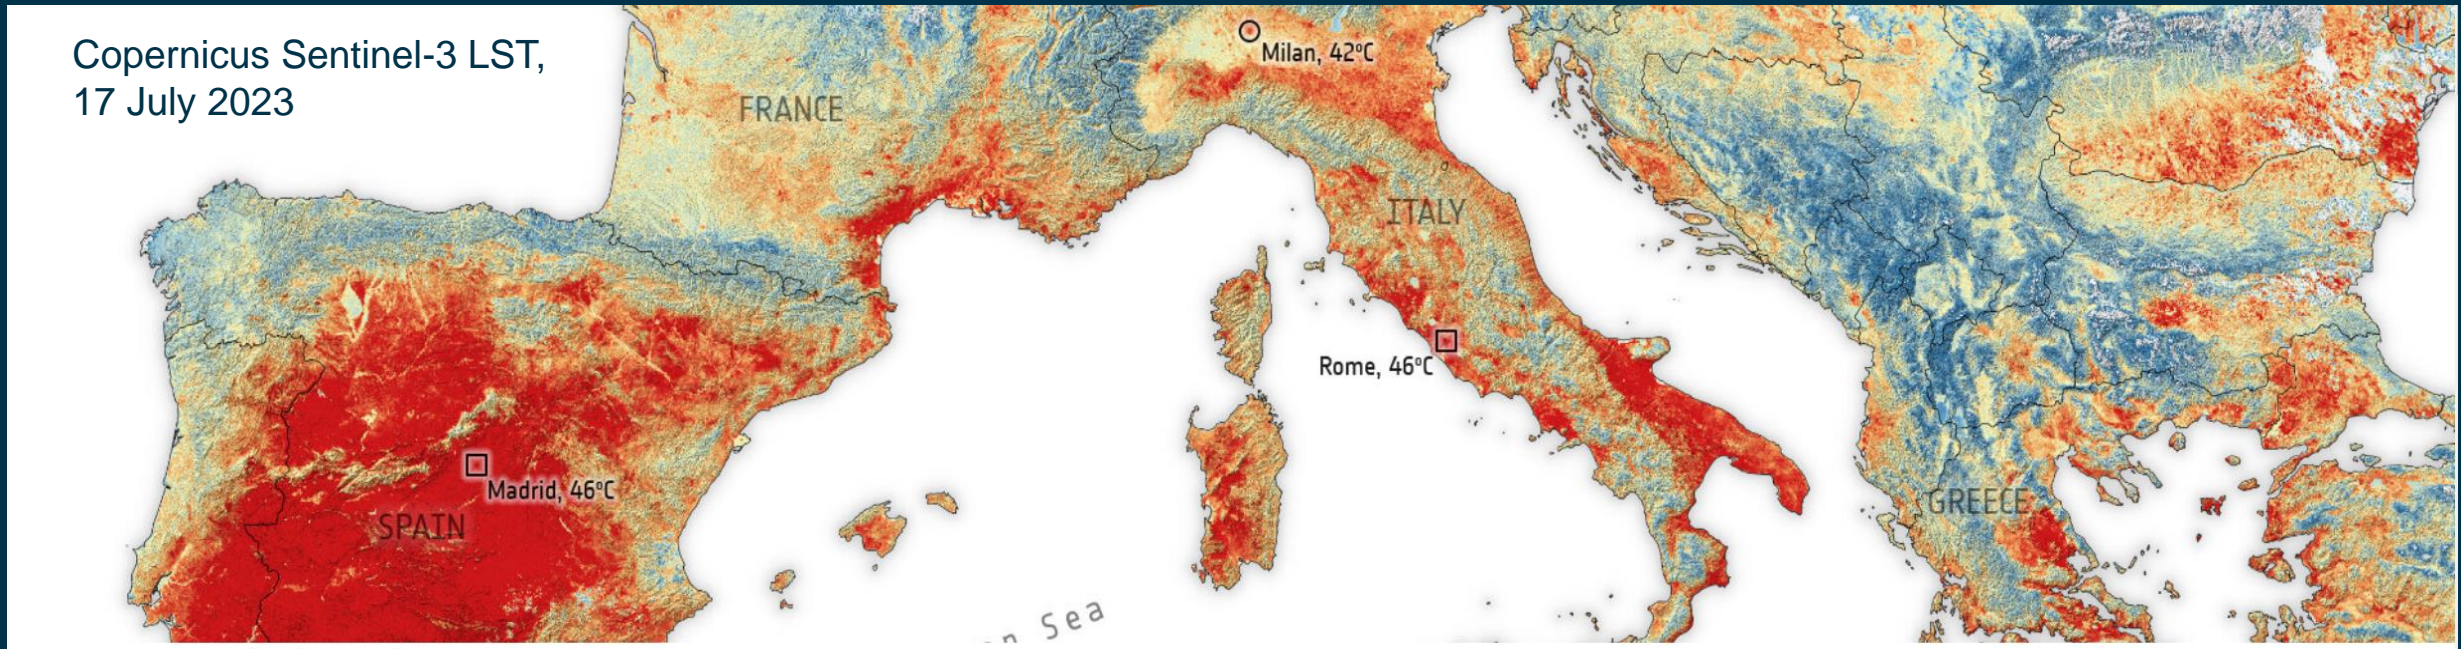 Copernicus Sentinel-3 LST,
17 July 2023
Milan, 42°C
FRANCE
ITALY
Rome, 46°C
Madrid, 46°C
SPAIN
GREECE
Sea